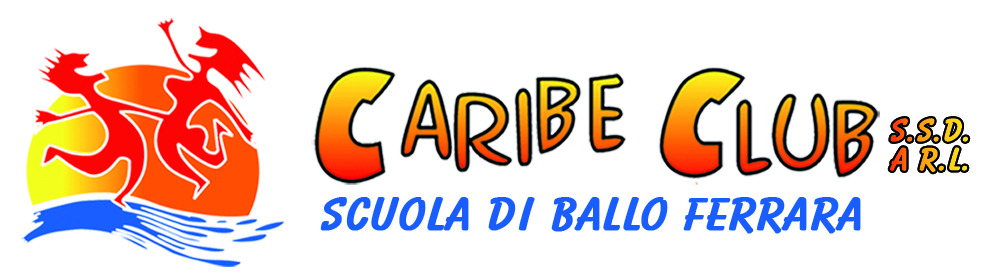 CARIBE CLUB S.S.D.
A R.L.
SCUOLA DI BALLO FERRARA